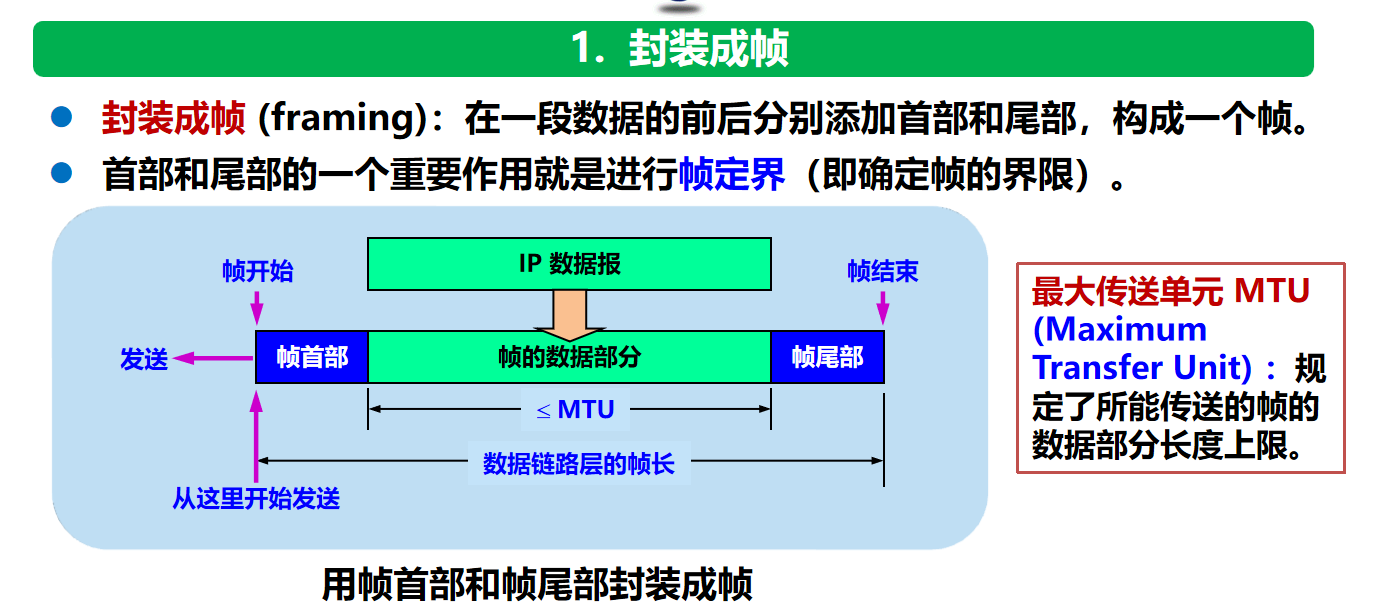 1. 封装成帧
封装成帧 (framing)：在一段数据的前后分别添加首部和尾部，构成一个帧。
首部和尾部的一个重要作用就是进行帧定界（即确定帧的界限）。
IP 数据报
帧开始
帧结束
发送
帧首部
帧的数据部分
帧尾部
≤ MTU
数据链路层的帧长
从这里开始发送
最大传送单元 MTU
(Maximum
Transfer Unit) ：规
定了所能传送的帧的
数据部分长度上限。
用帧首部和帧尾部封装成帧